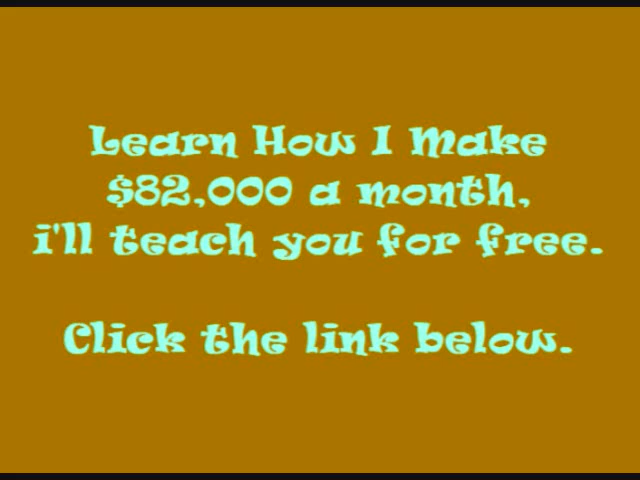 Learn How I Make
$82,000 a month,
i'll teach you for free.
Click the link below.